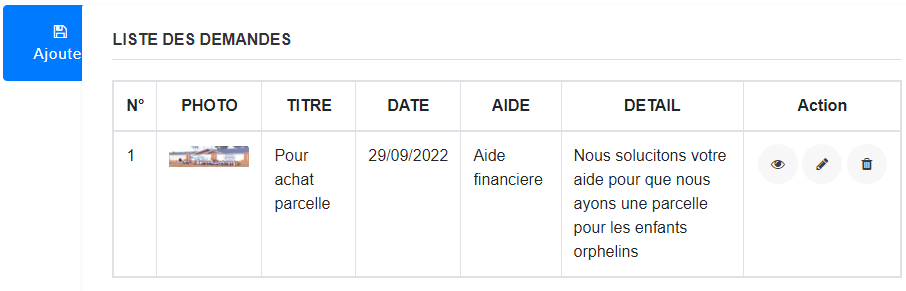 Ajoute
LISTE DES DEMANDES
N° PHOTO TITRE DATE AIDE DETAIL Action
1 Pour 29/09/2022 Aide Nous solucitons votre
achat financiere aide pour que nous
parcelle ayons une parcelle
pour les enfants
orphelins